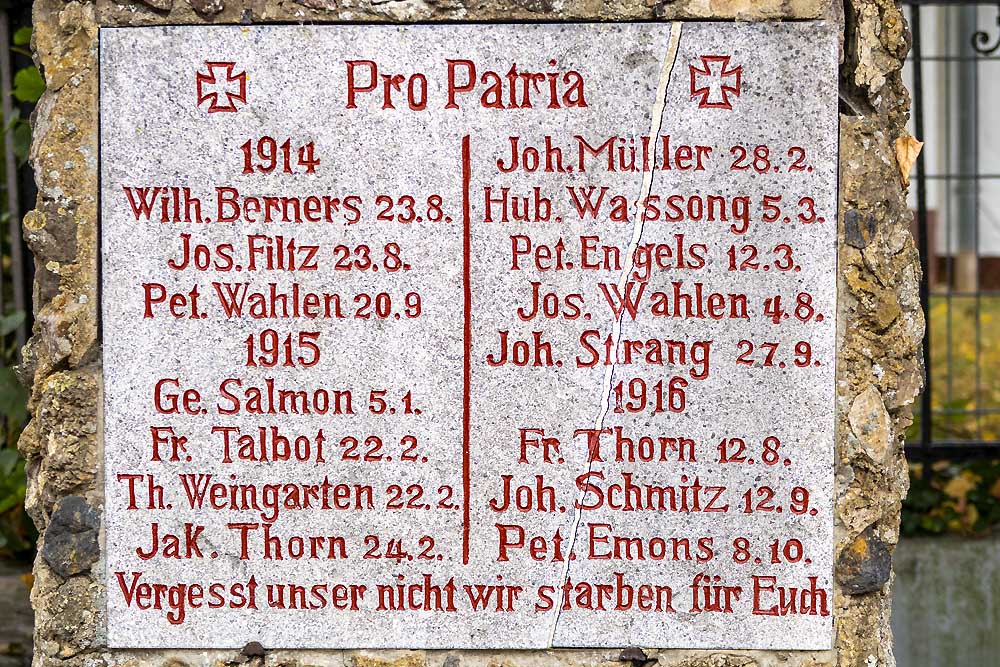 Pro Patria
1914
Wilh. Berners 23.8.
Jos. Filtz 23.8.
Pet. Wahlen 20.9
1915
Ge. Salmon 5.1.
Fr. Talbot 22.2.
Th. Weingarten 22.2.
Jak. Thorn 24.2.
Joh. Müller 28.2.
Hub. Wassong 5.3.
Pet. Engels 12.3.
Jos. Wahlen 4.8.
Joh. Strang 27.9.
1916
Fr. Thorn 12.8.
Joh. Schmitz 12.9.
Pet. Emons 8.10.
Vergesst unser nicht wir starben für Euch